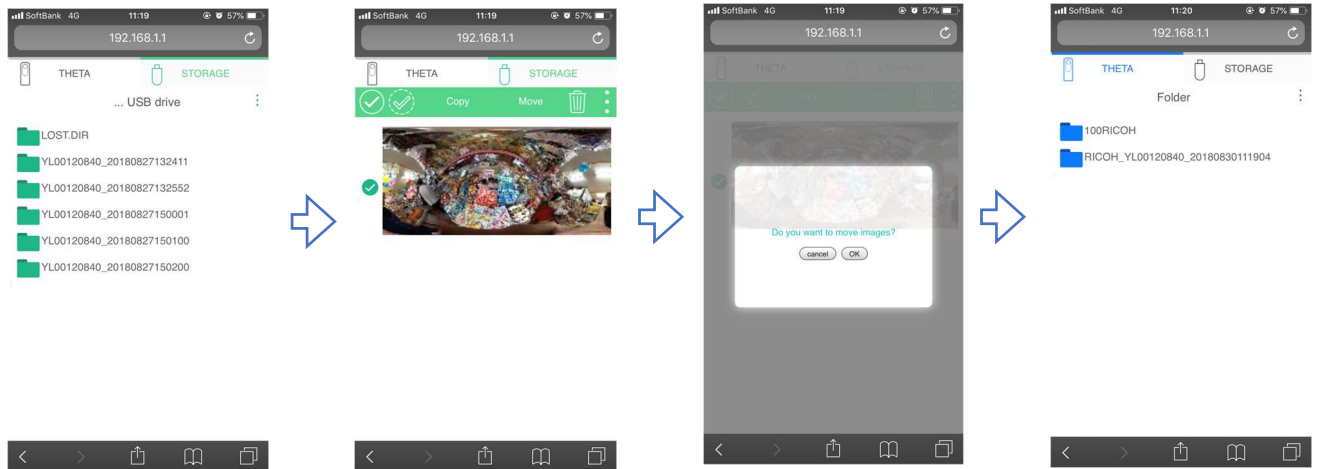 SoftBank 4G 11:19 57%
192.168.1.1
THETA STORAGE
... USB drive
LOST.DIR
YL00120840_20180827132411
YL00120840_20180827132552
YL00120840_20180827150001
YL00120840_20180827150100
YL00120840_20180827150200
SoftBank 4G 11:19 57%
192.168.1.1
THETA STORAGE
Copy Move
SoftBank 4G 11:19 57%
192.168.1.1
THETA STORAGE
Do you want to move images?
cancel OK
SoftBank 4G 11:20 57%
192.168.1.1
THETA STORAGE
Folder
100RICOH
RICOH_YL00120840_20180830111904